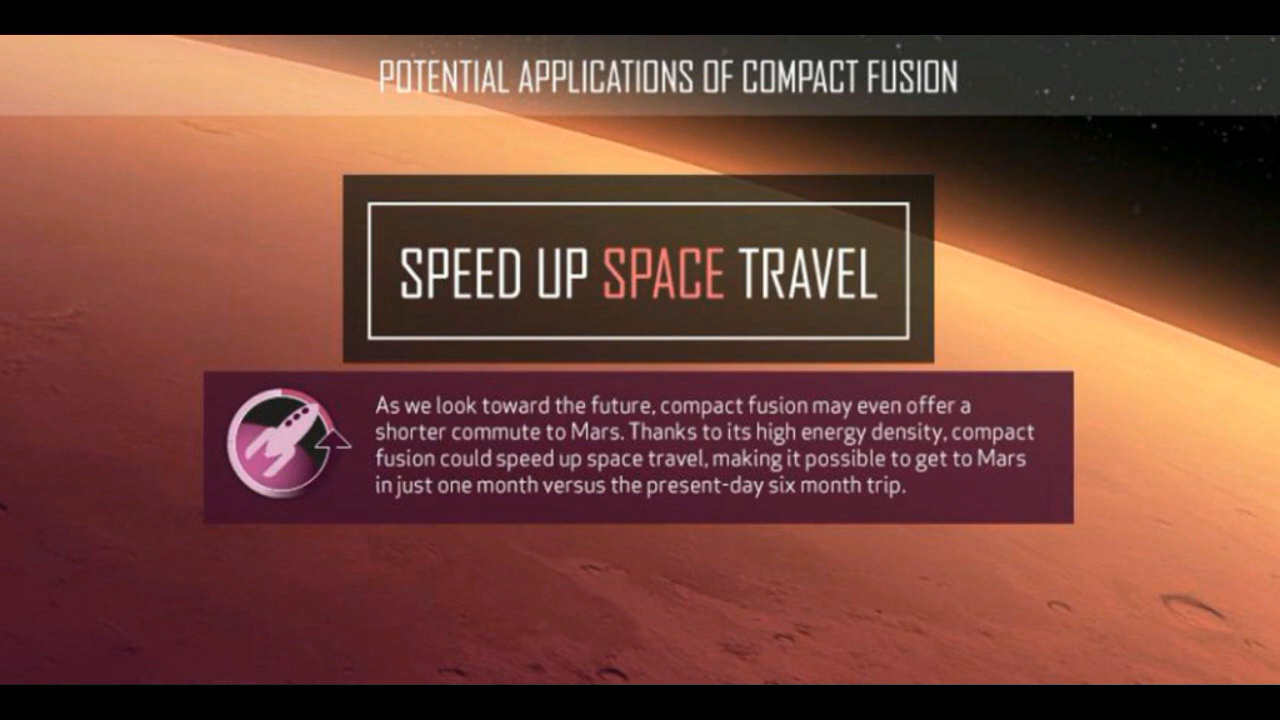 POTENTIAL APPLICATIONS OF COMPACT FUSION
SPEED UP SPACE TRAVEL
As we look toward the future, compact fusion may even offer a
shorter commute to Mars. Thanks to its high energy density, compact
fusion could speed up space travel, making it possible to get to Mars
in just one month versus the present-day six month trip.